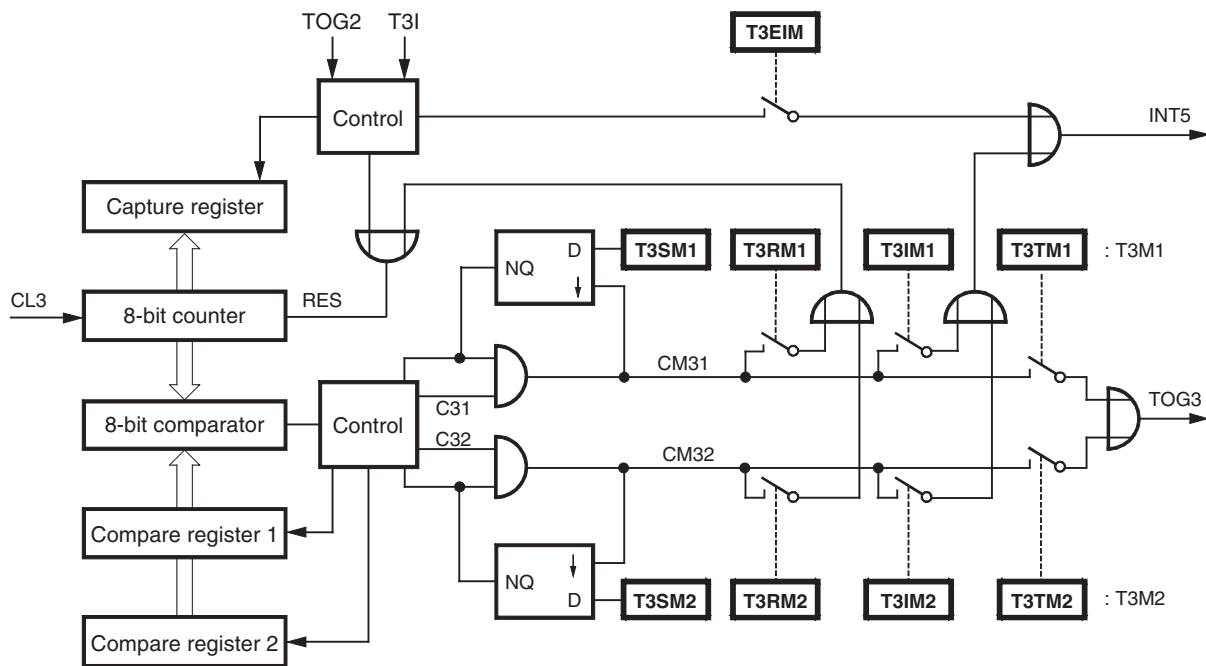 TOG2 T3I
T3EIM
Control
INT5
Capture register
NQ
D
T3SM1
T3RM1
T3IM1
T3TM1
: T3M1
CL3
8-bit counter
RES
CM31
8-bit comparator
Control
C31
C32
TOG3
CM32
Compare register 1
NQ
D
T3SM2
T3RM2
T3IM2
T3TM2
: T3M2
Compare register 2